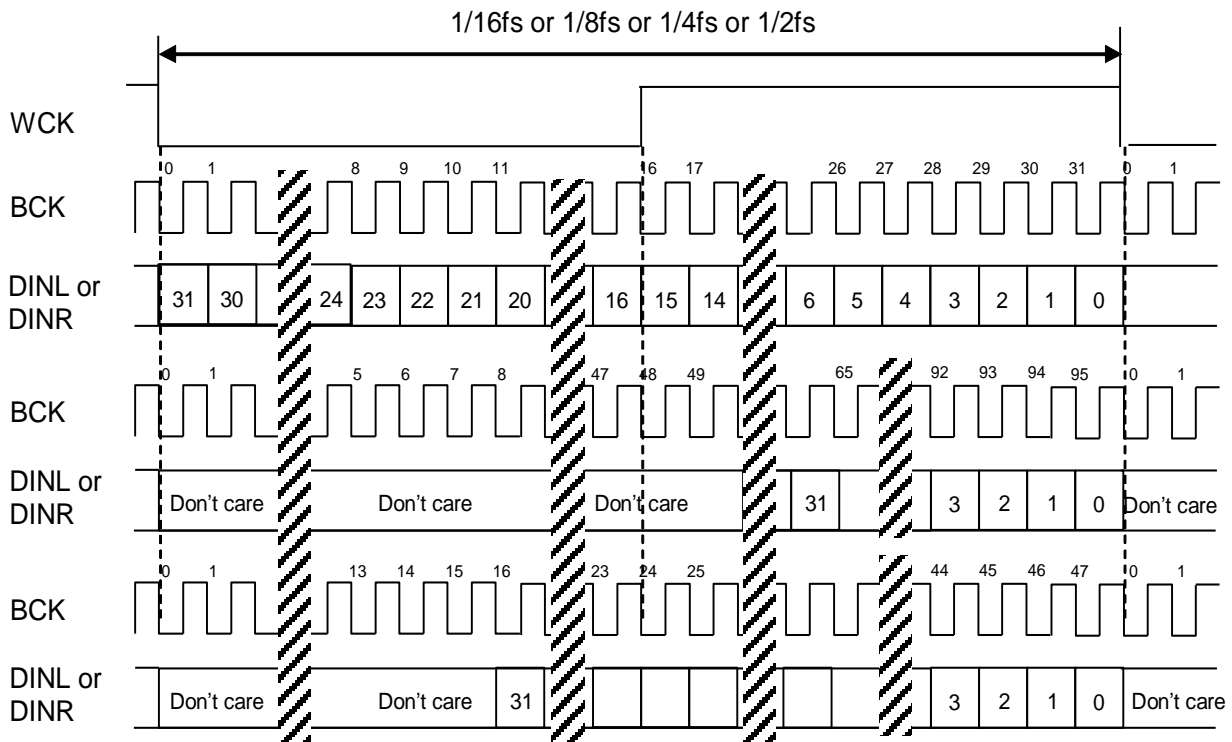 1/16fs or 1/8fs or 1/4fs or 1/2fs
WCK
0 1 8 9 10 11 16 17 26 27 28 29 30 31 0 1
BCK
DINL or
DINR
31 30 24 23 22 21 20 16 15 14 6 5 4 3 2 1 0
0 1 5 6 7 8 47 48 49 65 92 93 94 95 0 1
BCK
DINL or
DINR
Don't care Don't care Don't care 31 3 2 1 0 Don't care
0 1 13 14 15 16 23 24 25 44 45 46 47 0 1
BCK
DINL or
DINR
Don't care Don't care 31 3 2 1 0 Don't care